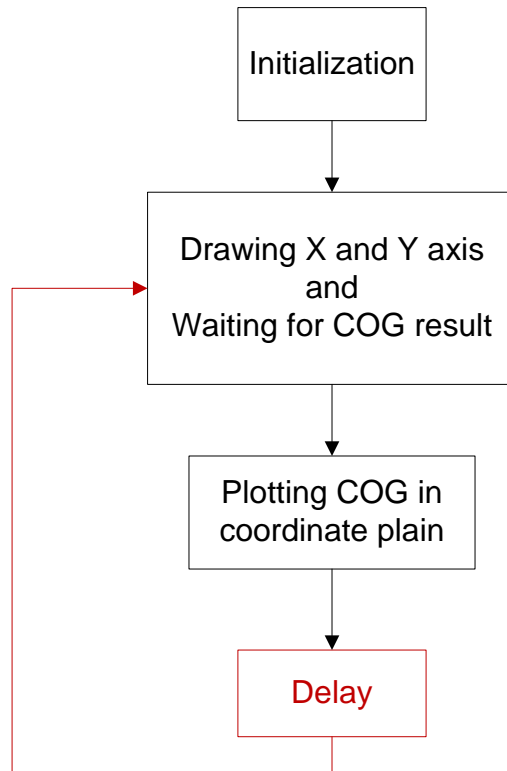 Initialization
Drawing X and Y axis
and
Waiting for COG result
Plotting COG in
coordinate plain
Delay